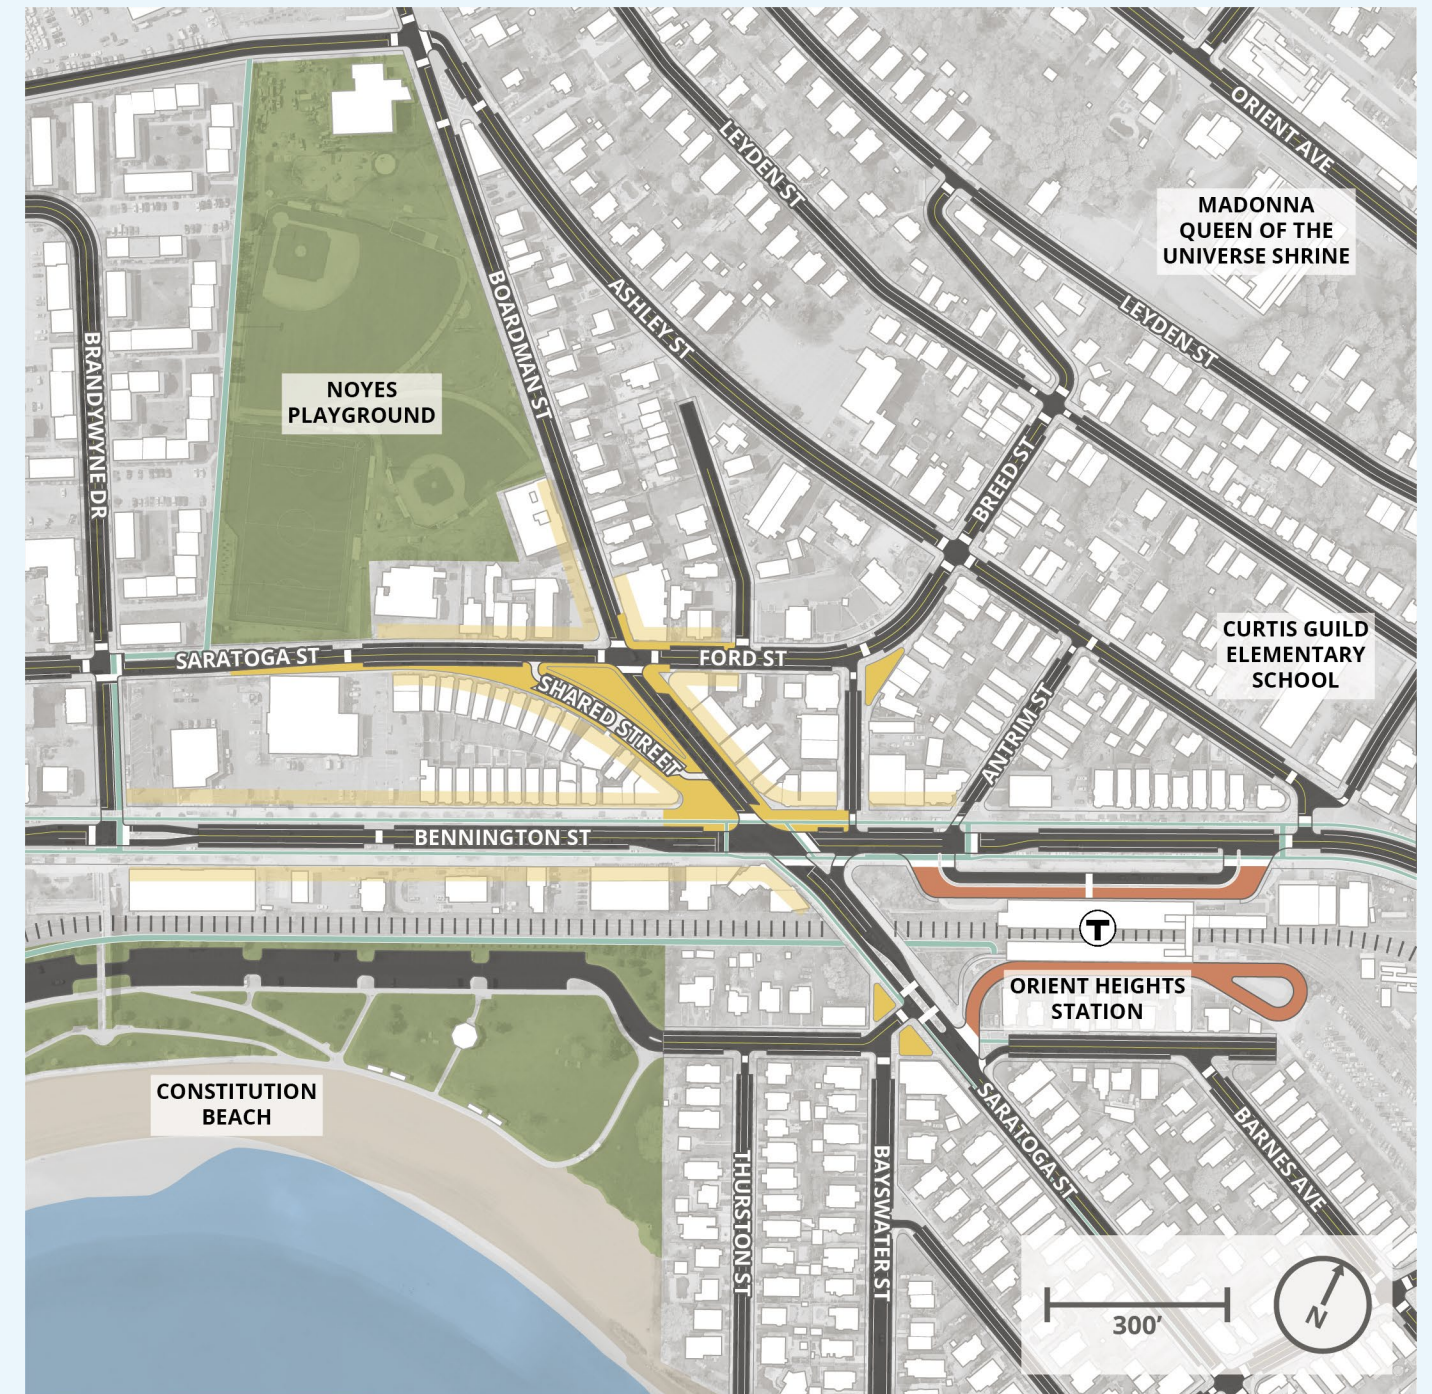 ORIENT AVE
LEYDEN ST
MADONNA
QUEEN OF THE
UNIVERSE SHRINE
BOARDMAN ST
ASHLEY ST
LEYDEN ST
BRANDYWYNE DR
NOYES
PLAYGROUND
BREED ST
CURTIS GUILD
ELEMENTARY
SCHOOL
SARATOGA ST
FORD ST
SHARED STREET
ANTRIM ST
BENNINGTON ST
T
ORIENT HEIGHTS
STATION
CONSTITUTION
BEACH
SARATOGA ST
BARNES AVE
THURSTON ST
BAYSWATER ST
300’
N